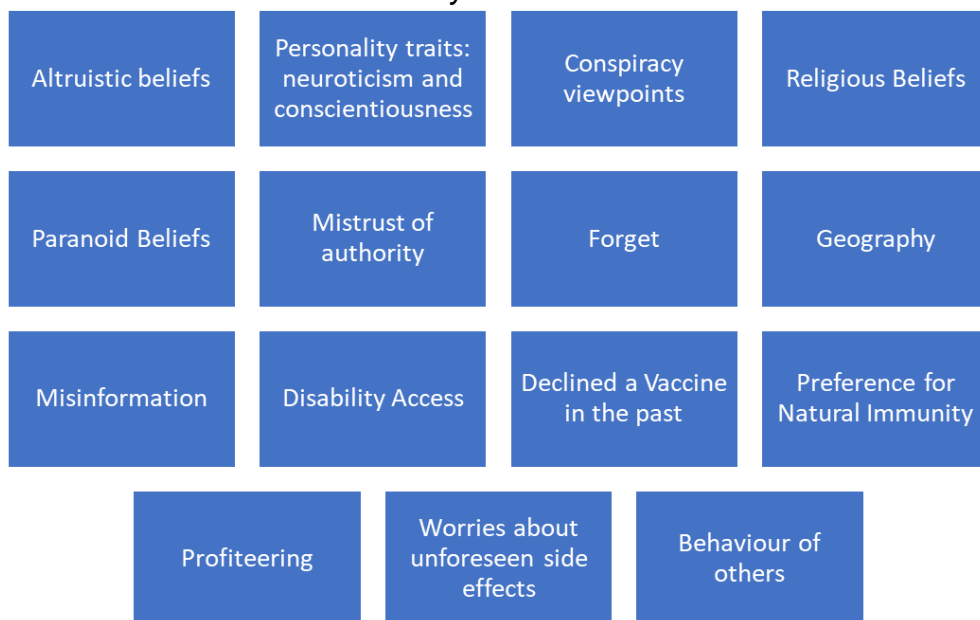 Altruistic beliefs
Personality traits:
neuroticism and
conscientiousness
Conspiracy
viewpoints
Religious Beliefs
Paranoid Beliefs
Mistrust of
authority
Forget
Geography
Misinformation
Disability Access
Declined a Vaccine
in the past
Preference for
Natural Immunity
Profiteering
Worries about
unforeseen side
effects
Behaviour of
others